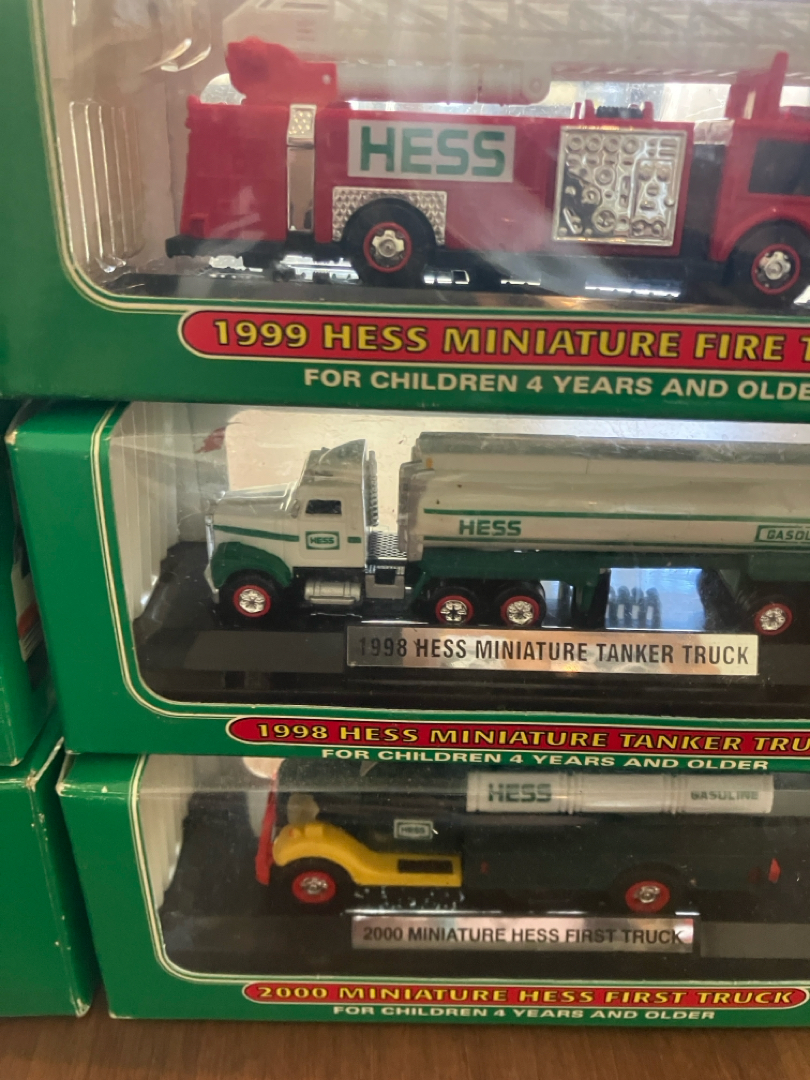 HESS
1999 HESS MINIATURE FIRE
FOR CHILDREN 4 YEARS AND OLDE
HESS
HESS
GASOL
1998 HESS MINIATURE TANKER TRUCK
1998 HESS MINIATURE TANKER TRU
FOR CHILDREN 4 YEARS AND OLDER
HESS
GASOLINE
HESS
2000 MINIATURE HESS FIRST TRUCK
2000 MINIATURE HESS FIRST TRUCK
FOR CHILDREN 4 YEARS AND OLDER